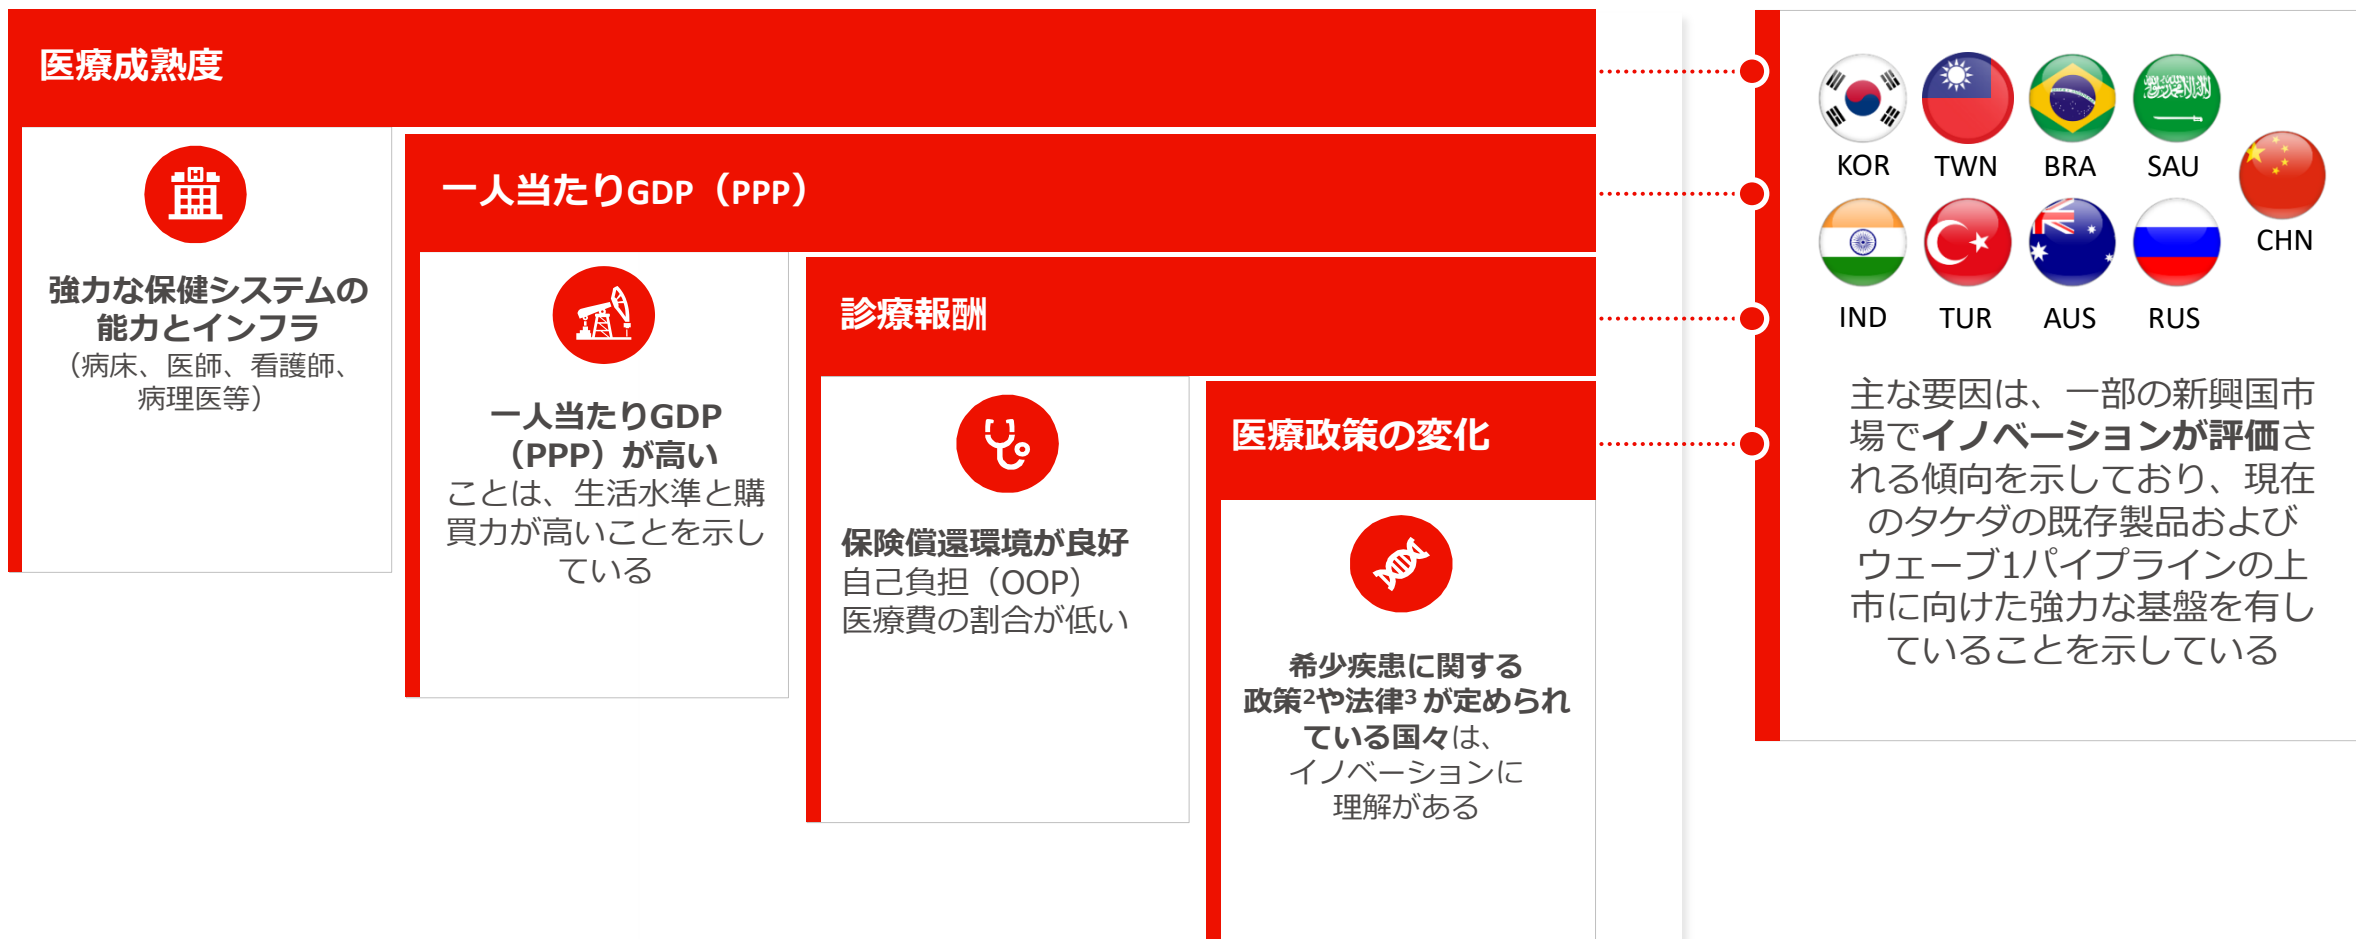 医療成熟度
強力な保健システムの
能力とインフラ
（病床、医師、看護師、
病理医等）
一人当たりGDP（PPP）
一人当たりGDP
（PPP）が高い
ことは、生活水準と購
買力が高いことを示し
ている
診療報酬
保険償還環境が良好
自己負担（OOP）
医療費の割合が低い
医療政策の変化
希少疾患に関する
政策²や法律³ が定められ
ている国々は、
イノベーションに
理解がある
KOR TWN BRA SAU
CHN
IND TUR AUS RUS
主な要因は、一部の新興国市
場でイノベーションが評価さ
れる傾向を示しており、現在
のタケダの既存製品および
ウェーブ1パイプラインの上
市に向けた強力な基盤を有し
ていることを示している